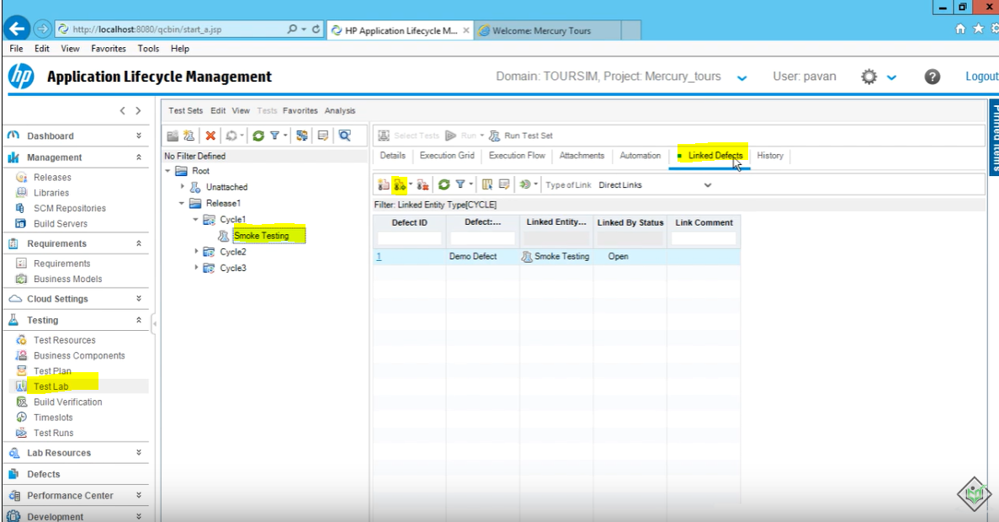 http://localhost:8080/qcbin/start_a.jsp
HP Application Lifecycle M...
Welcome: Mercury Tours
File Edit View Favorites Tools Help
hp
Application Lifecycle Management
Domain: TOURSIM, Project: Mercury_tours
User: pavan
Logout
Pinned Items
Dashboard
Management
Releases
Libraries
SCM Repositories
Build Servers
Requirements
Requirements
Business Models
Cloud Settings
Testing
Test Resources
Business Components
Test Plan
Test Lab
Build Verification
Timeslots
Test Runs
Lab Resources
Defects
Performance Center
Development
Test Sets Edit View Tests Favorites Analysis
No Filter Defined
Root
Unattached
Release1
Cycle1
Smoke Testing
Cycle2
Cycle3
Select Tests Run Run Test Set
Details Execution Grid Execution Flow Attachments Automation Linked Defects History
Type of Link Direct Links
Filter: Linked Entity Type[CYCLE]
Defect ID Defect:... Linked Entity... Linked By Status Link Comment
1 Demo Defect Smoke Testing Open